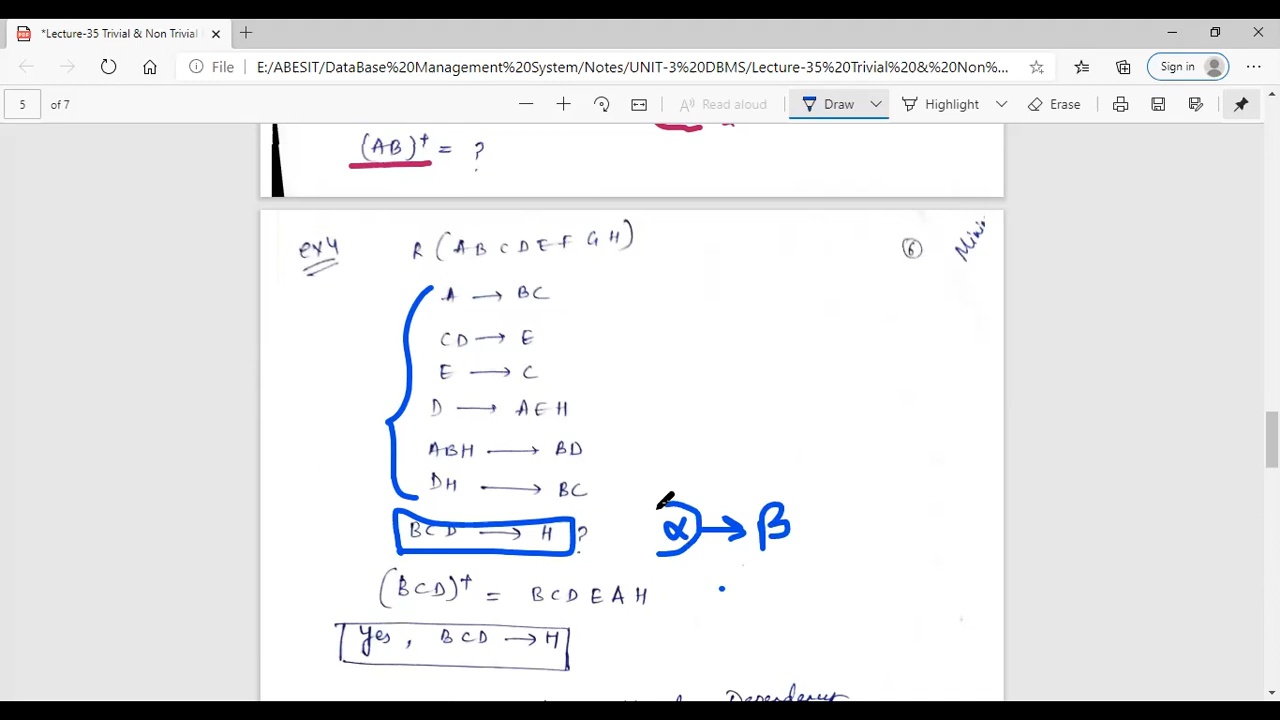 *Lecture-35 Trivial & Non Trivial
File E:/ABESIT/DataBase%20Management%20System/Notes/UNIT-3%20DBMS/Lecture-35%20Trivial%20&%20Non%... Sign in
5 of 7 Read aloud Draw Highlight Erase
(AB)⁺ = ?
ex4 R (A B C D E F G H) 6
A → BC
CD → E
E → C
D → AEH
ABH → BD
DH → BC
BCD → H ? α → β
(BCD)⁺ = BCDEAH
Yes, BCD → H
Dependency